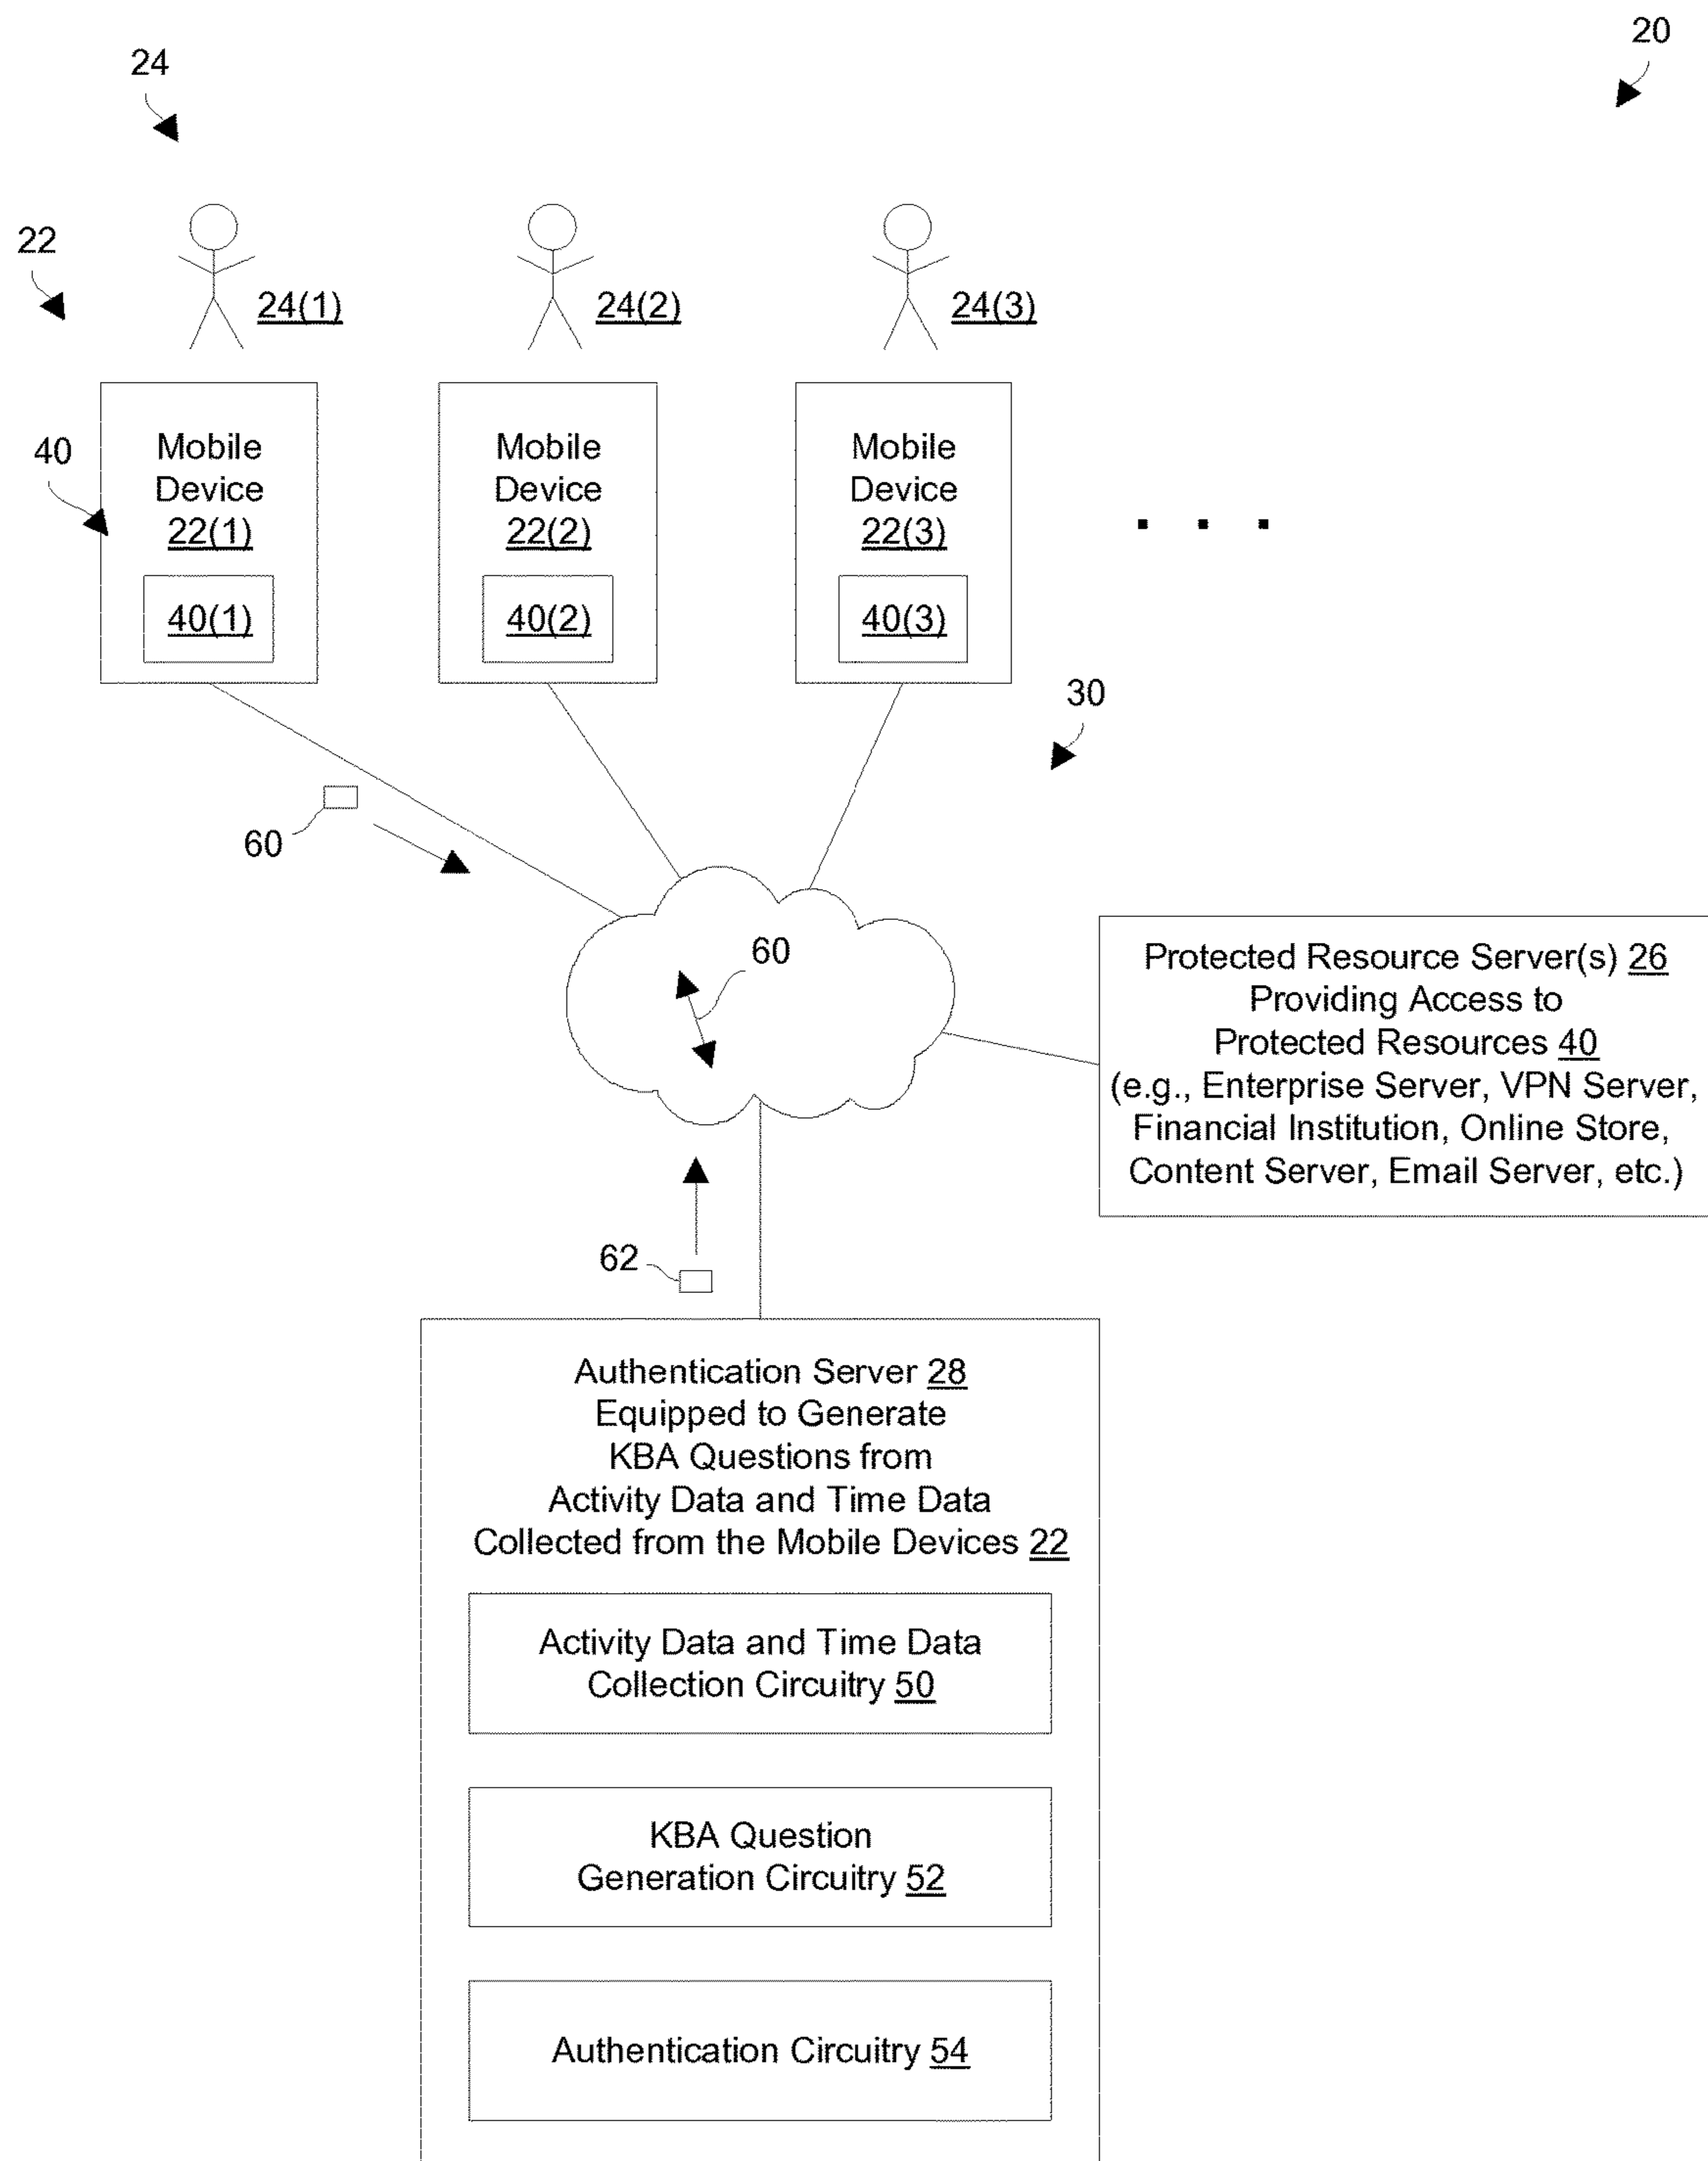 20
24
22
24(1)
24(2)
24(3)
40
Mobile
Device
22(1)
40(1)
Mobile
Device
22(2)
40(2)
Mobile
Device
22(3)
40(3)
30
60
60
Protected Resource Server(s) 26
Providing Access to
Protected Resources 40
(e.g., Enterprise Server, VPN Server,
Financial Institution, Online Store,
Content Server, Email Server, etc.)
62
Authentication Server 28
Equipped to Generate
KBA Questions from
Activity Data and Time Data
Collected from the Mobile Devices 22
Activity Data and Time Data
Collection Circuitry 50
KBA Question
Generation Circuitry 52
Authentication Circuitry 54